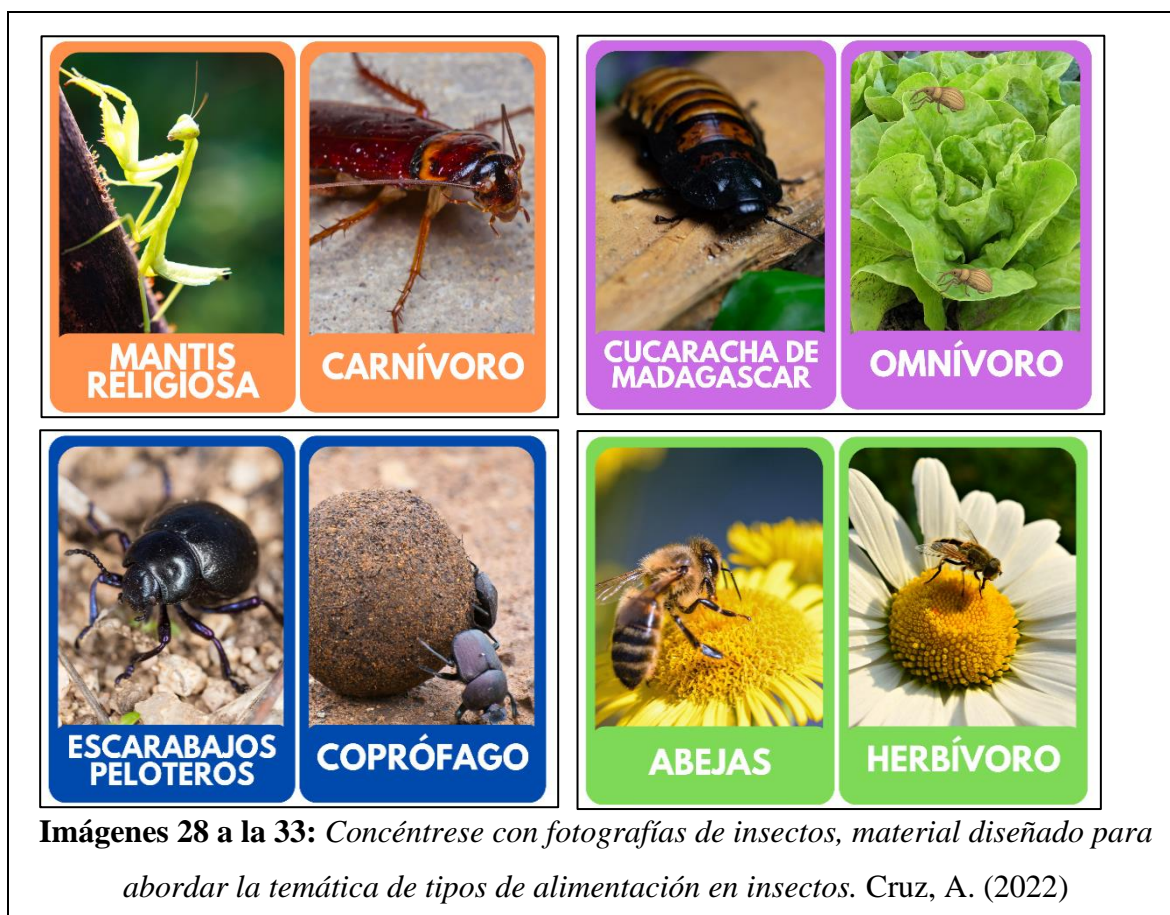 MANTIS
RELIGIOSA
CARNÍVORO
CUCARACHA DE
MADAGASCAR
OMNÍVORO
ESCARABAJOS
PELOTEROS
COPRÓFAGO
ABEJAS
HERBÍVORO
Imágenes 28 a la 33: Concéntrese con fotografías de insectos, material diseñado para
abordar la temática de tipos de alimentación en insectos. Cruz, A. (2022)